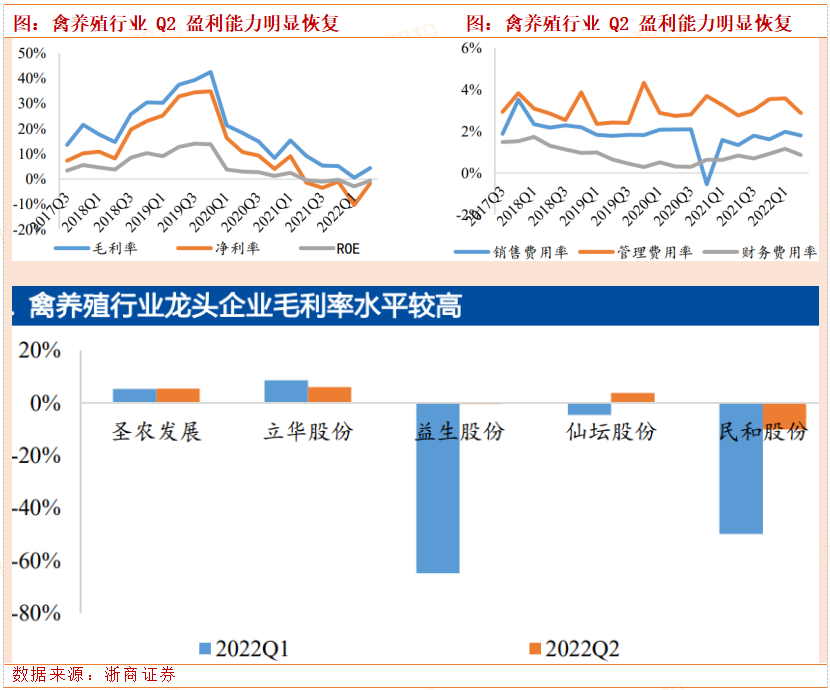 图：禽养殖行业 Q2 盈利能力明显恢复
图：禽养殖行业 Q2 盈利能力明显恢复
50%
40%
30%
20%
10%
0%
-10%
-20%
2017Q3
2018Q1
2018Q3
2019Q1
2019Q3
2020Q1
2020Q3
2021Q1
2021Q3
2022Q1
毛利率 净利率 ROE
6%
4%
2%
0%
-2%
2017Q3
2018Q1
2018Q3
2019Q1
2019Q3
2020Q1
2020Q3
2021Q1
2021Q3
2022Q1
销售费用率 管理费用率 财务费用率
禽养殖行业龙头企业毛利率水平较高
20%
0%
-20%
-40%
-60%
-80%
圣农发展 立华股份 益生股份 仙坛股份 民和股份
2022Q1 2022Q2
数据来源：浙商证券